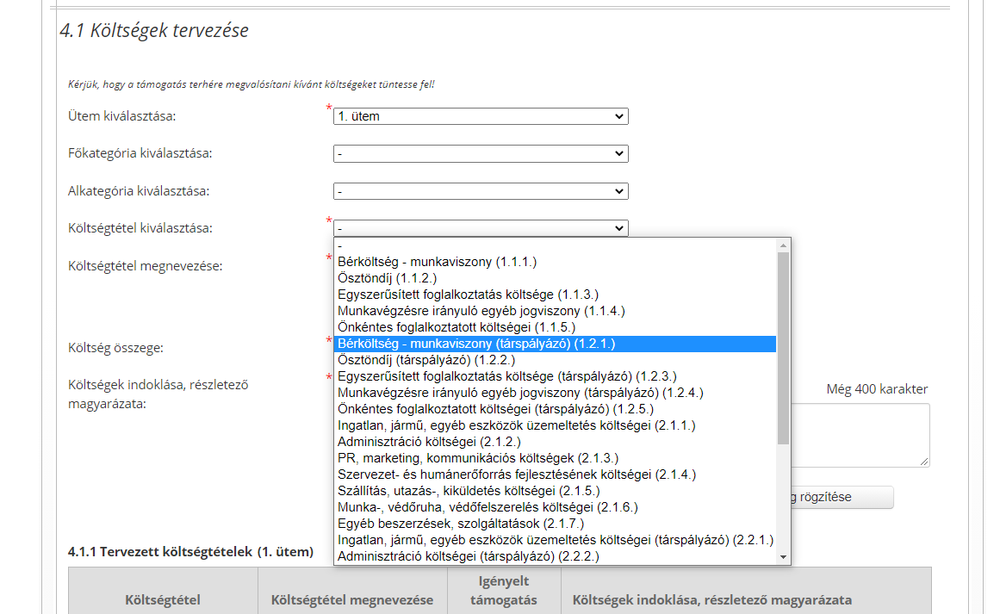 4.1 Költségek tervezése
Kérjük, hogy a támogatás terhére megvalósítani kívánt költségeket tüntesse fel!
Ütem kiválasztása: * 1. ütem
Főkategória kiválasztása: -
Alkategória kiválasztása: -
Költségtétel kiválasztása: * -
-
Bérköltség - munkaviszony (1.1.1.)
Költségtétel megnevezése: *
Ösztöndíj (1.1.2.)
Egyszerűsített foglalkoztatás költsége (1.1.3.)
Munkavégzésre irányuló egyéb jogviszony (1.1.4.)
Önkéntes foglalkoztatott költségei (1.1.5.)
Bérköltség - munkaviszony (társpályázó) (1.2.1.)
Költség összege: *
Ösztöndíj (társpályázó) (1.2.2.)
Egyszerűsített foglalkoztatás költsége (társpályázó) (1.2.3.)
Költségek indoklása, részletező
magyarázata: *
Még 400 karakter
Munkavégzésre irányuló egyéb jogviszony (társpályázó) (1.2.4.)
Önkéntes foglalkoztatott költségei (társpályázó) (1.2.5.)
Ingatlan, jármű, egyéb eszközök üzemeltetés költségei (2.1.1.)
Adminisztráció költségei (2.1.2.)
PR, marketing, kommunikációs költségek (2.1.3.)
Szervezet- és humánerőforrás fejlesztésének költségei (2.1.4.)
Szállítás, utazás-, kiküldetés költségei (2.1.5.)
g rögzítése
Munka-, védőruha, védőfelszerelés költségei (2.1.6.)
Egyéb beszerzések, szolgáltatások (2.1.7.)
Ingatlan, jármű, egyéb eszközök üzemeltetés költségei (társpályázó) (2.2.1.)
Adminisztráció költségei (társpályázó) (2.2.2.)
4.1.1 Tervezett költségtételek (1. ütem)
Költségtétel
Költségtétel megnevezése
Igényelt
támogatás
Költségek indoklása, részletező magyarázata